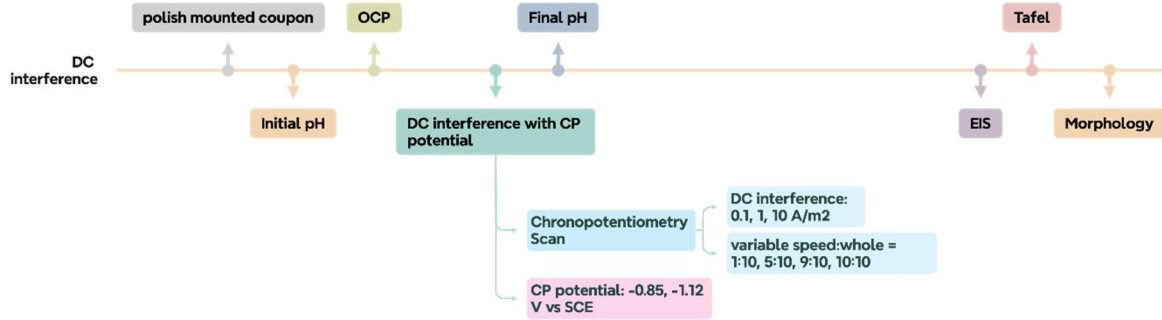 polish mounted coupon
OCP
Final pH
Tafel
DC
interference
Initial pH
DC interference with CP
potential
EIS
Morphology
Chronopotentiometry
Scan
DC interference:
0.1, 1, 10 A/m2
variable speed:whole =
1:10, 5:10, 9:10, 10:10
CP potential: -0.85, -1.12
V vs SCE